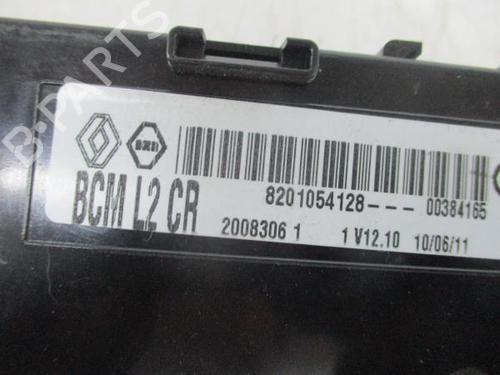 BCM L2 CR
8201054128--- 00384165
2008306 1 1 V12.10 10/06/11
B-PARTS